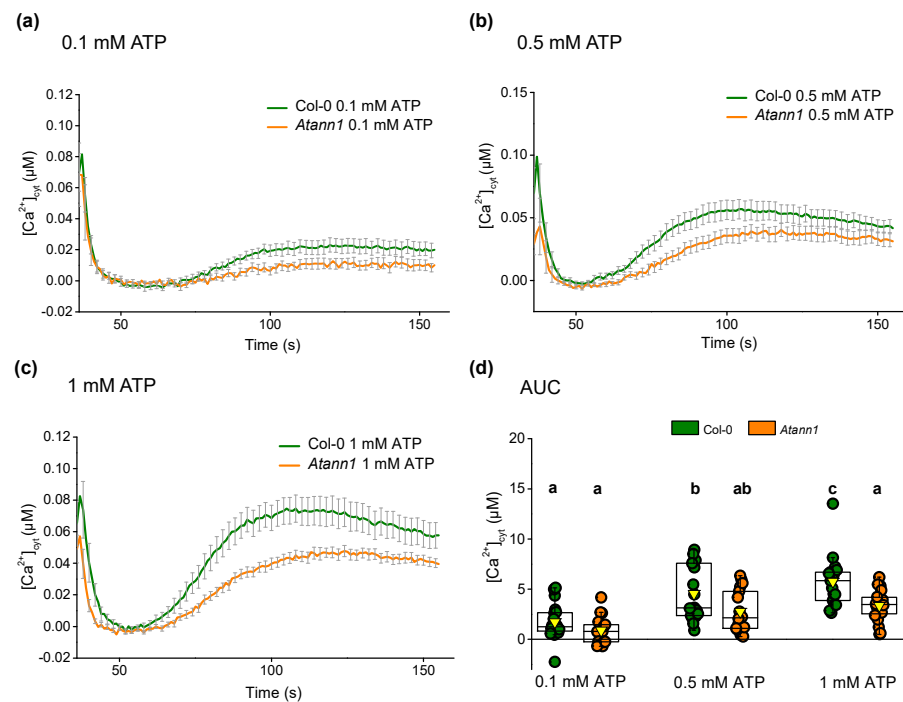 (a)
0.1 mM ATP
0.12
0.10
0.08
0.06
0.04
0.02
0.00
-0.02
[Ca²⁺]cyt (μM)
Col-0 0.1 mM ATP
Atann1 0.1 mM ATP
50
100
150
Time (s)
(b)
0.5 mM ATP
0.15
0.10
0.05
0.00
[Ca²⁺]cyt (μM)
Col-0 0.5 mM ATP
Atann1 0.5 mM ATP
50
100
150
Time (s)
(c)
1 mM ATP
0.12
0.10
0.08
0.06
0.04
0.02
0.00
-0.02
[Ca²⁺]cyt (μM)
Col-0 1 mM ATP
Atann1 1 mM ATP
50
100
150
Time (s)
(d)
AUC
Col-0
Atann1
20
15
10
5
0
[Ca²⁺]cyt (μM)
a
a
b
ab
c
a
0.1 mM ATP
0.5 mM ATP
1 mM ATP